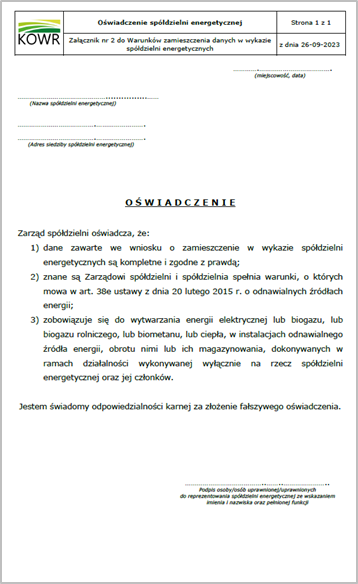 KOWR
Oświadczenie spółdzielni energetycznej
Strona 1 z 1
Załącznik nr 2 do Warunków zamieszczenia danych w wykazie
spółdzielni energetycznych
z dnia 26-09-2023
(miejscowość, data)
(Nazwa spółdzielni energetycznej))
(Adres siedziby spółdzielni energetycznej))
OŚWIADCZENIE
Zarząd spółdzielni oświadcza, że:
1) dane zawarte we wniosku o zamieszczenie w wykazie spółdzielni
energetycznych są kompletne i zgodne z prawdą;
2) znane są Zarządowi spółdzielni i spółdzielnia spełnia warunki, o których
mowa w art. 38e ustawy z dnia 20 lutego 2015 r. o odnawialnych źródłach
energii;
3) zobowiązuje się do wytwarzania energii elektrycznej lub biogazu, lub
biogazu rolniczego, lub biometanu, lub ciepła, w instalacjach odnawialnego
źródła energii, obrotu nimi lub ich magazynowania, dokonywanych w
ramach działalności wykonywanej wyłącznie na rzecz spółdzielni
energetycznej oraz jej członków.
Jestem świadomy odpowiedzialności karnej za złożenie fałszywego oświadczenia.
Podpis osoby/osób uprawnionej/uprawnionych
do reprezentowania spółdzielni energetycznej ze wskazaniem
imienia i nazwiska oraz pełnionej funkcji